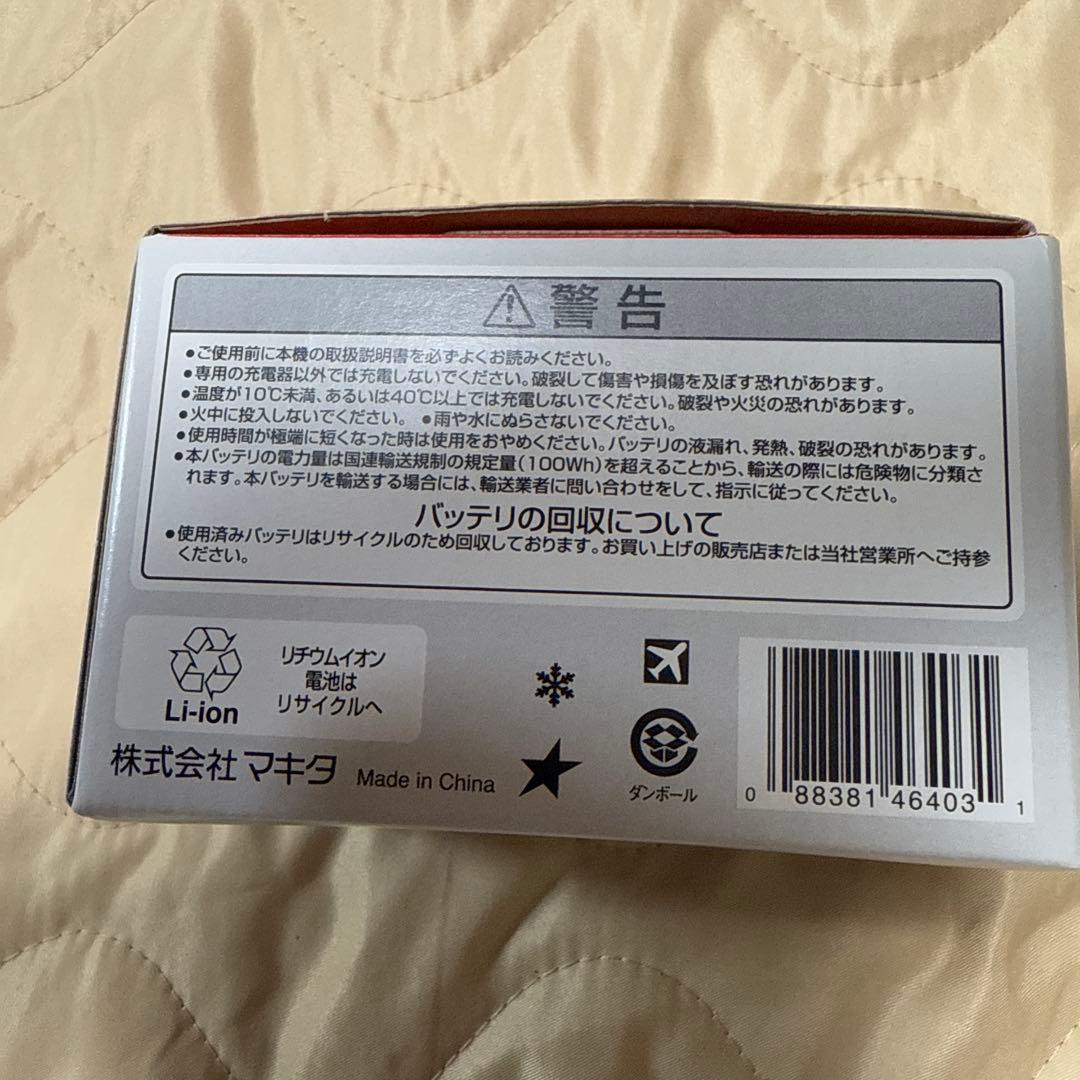 警告
●ご使用前に本機の取扱説明書を必ずよくお読みください。
●専用の充電器以外では充電しないでください。破裂して傷害や損傷を及ぼす恐れがあります。
●温度が10℃未満、あるいは40℃以上では充電しないでください。破裂や火災の恐れがあります。
●火中に投入しないでください。 ●雨や水にぬらさないでください。
●使用時間が極端に短くなった時は使用をおやめください。バッテリの液漏れ、発熱、破裂の恐れがあります。
●本バッテリの電力量は国連輸送規制の規定量(100Wh)を超えることから、輸送の際には危険物に分類さ
れます。本バッテリを輸送する場合には、輸送業者に問い合わせをして、指示に従ってください。
バッテリの回収について
●使用済みバッテリはリサイクルのため回収しております。お買い上げの販売店または当社営業所へご持参
ください。
Li-ion
リチウムイオン
電池は
リサイクルへ
株式会社マキタ Made in China
ダンボール
0 88381 46403 1